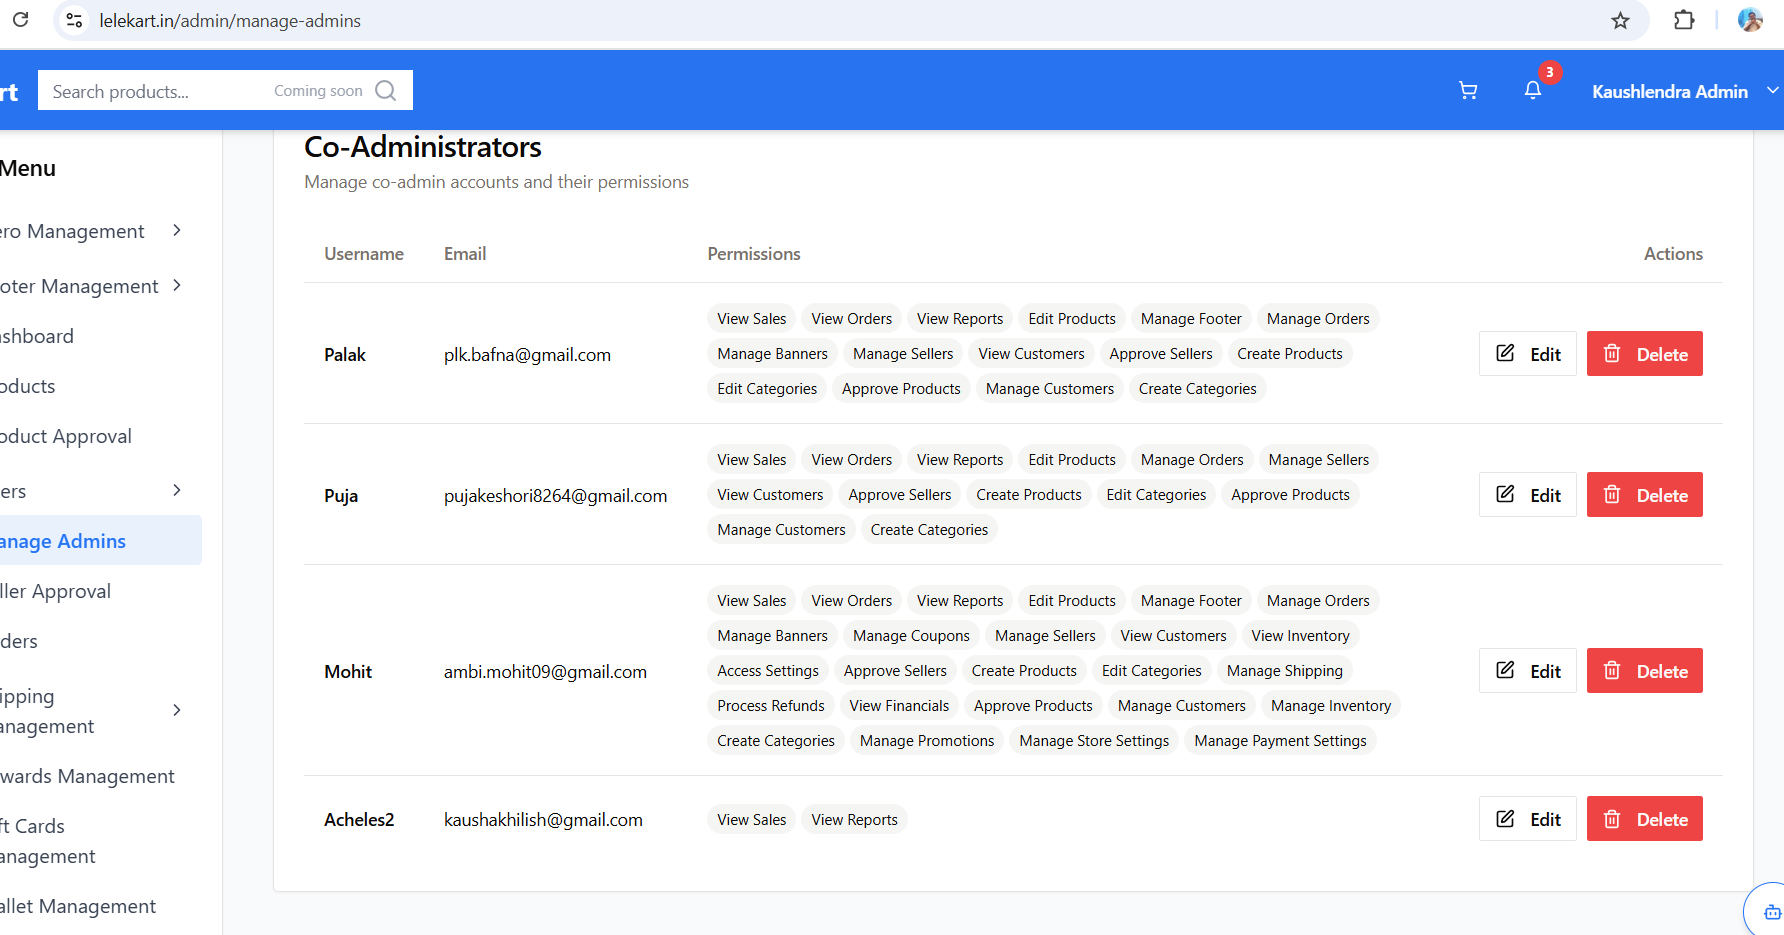 lelekart.in/admin/manage-admins
rt
Search products...
Coming soon
3
Kaushlendra Admin
Menu
ero Management
oter Management
ashboard
oducts
oduct Approval
ers
anage Admins
ller Approval
ders
ipping
anagement
wards Management
ft Cards
anagement
allet Management
Co-Administrators
Manage co-admin accounts and their permissions
Username Email Permissions Actions
Palak plk.bafna@gmail.com
View Sales View Orders View Reports Edit Products Manage Footer Manage Orders
Manage Banners Manage Sellers View Customers Approve Sellers Create Products
Edit Categories Approve Products Manage Customers Create Categories
Edit Delete
Puja pujakeshori8264@gmail.com
View Sales View Orders View Reports Edit Products Manage Orders Manage Sellers
View Customers Approve Sellers Create Products Edit Categories Approve Products
Manage Customers Create Categories
Edit Delete
Mohit ambi.mohit09@gmail.com
View Sales View Orders View Reports Edit Products Manage Footer Manage Orders
Manage Banners Manage Coupons Manage Sellers View Customers View Inventory
Access Settings Approve Sellers Create Products Edit Categories Manage Shipping
Process Refunds View Financials Approve Products Manage Customers Manage Inventory
Create Categories Manage Promotions Manage Store Settings Manage Payment Settings
Edit Delete
Acheles2 kaushakhilish@gmail.com
View Sales View Reports
Edit Delete